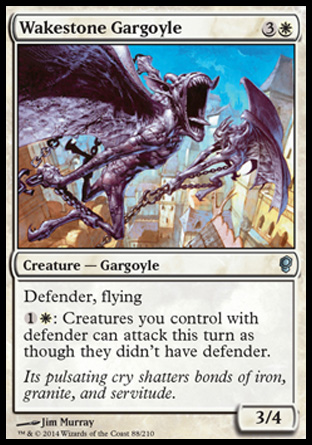 Wakestone Gargoyle 3
Creature — Gargoyle
Defender, flying
1 : Creatures you control with
defender can attack this turn as
though they didn't have defender.
Its pulsating cry shatters bonds of iron,
granite, and servitude.
Jim Murray
™ & © 2014 Wizards of the Coast 88/210
3/4